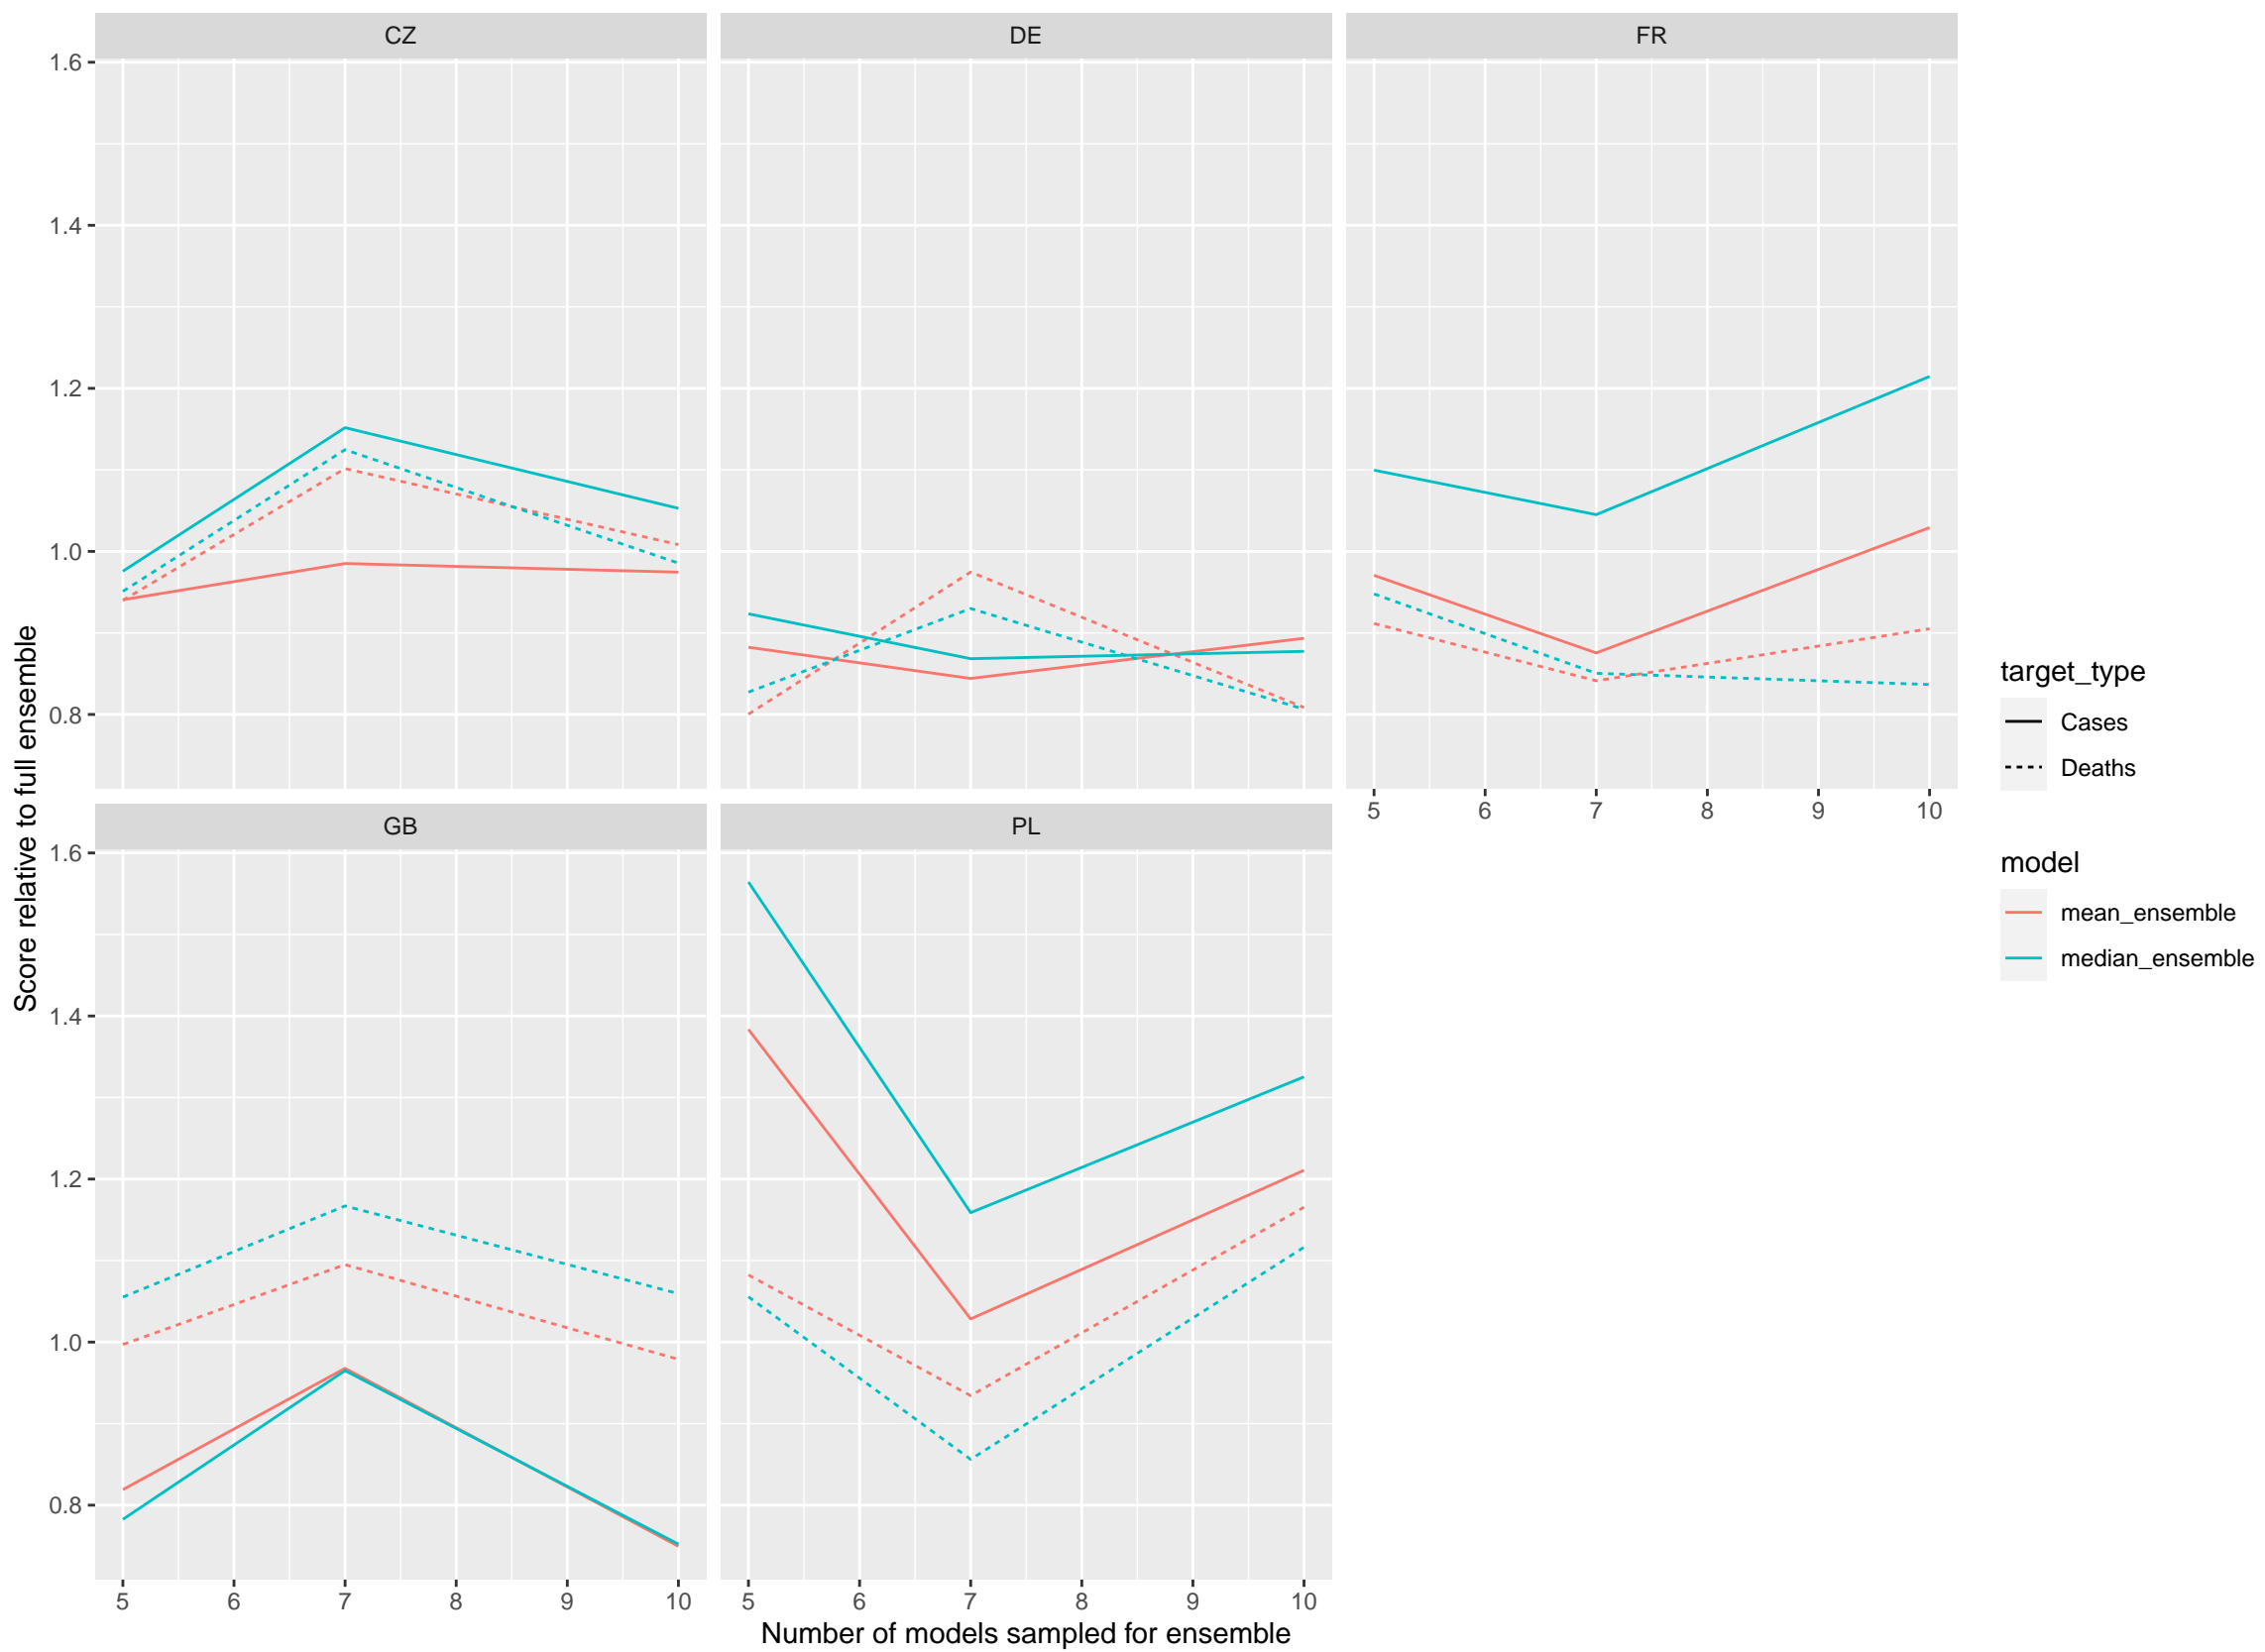 CZ
DE
FR
1.6
1.4
1.2
1.0
0.8
5 6 7 8 9 10
GB
PL
1.6
1.4
1.2
1.0
0.8
5 6 7 8 9 10
5 6 7 8 9 10
Score relative to full ensemble
Number of models sampled for ensemble
target_type
Cases
Deaths
model
mean_ensemble
median_ensemble